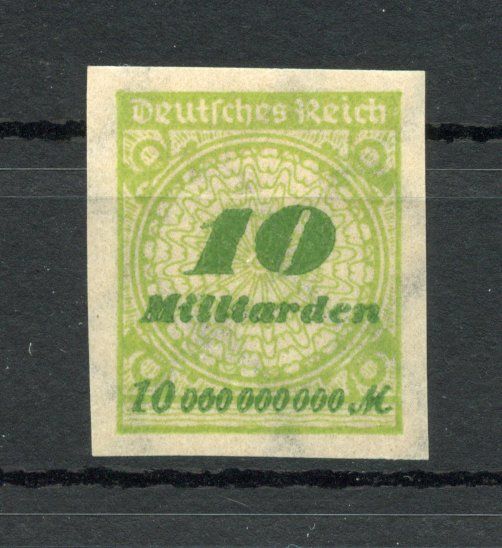 Deutsches Reich
10
Milliarden
10 000 000 000 M